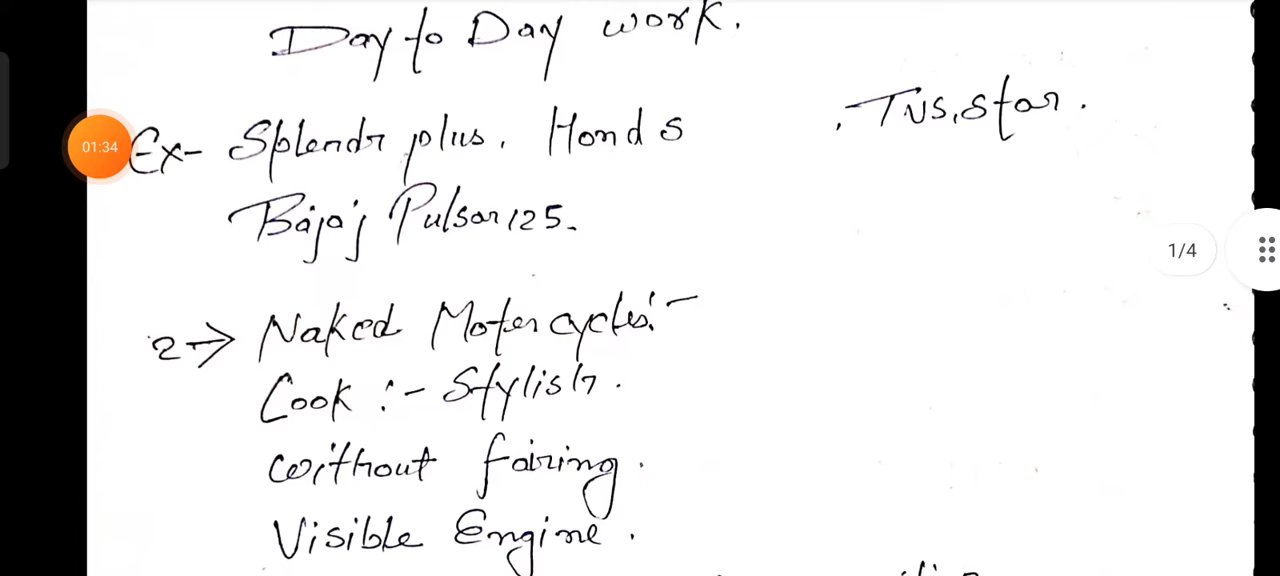 Day to Day work.
Ex- Splendr plus. Hond s , TVS, star.
Bajaj Pulsar 125.
2 → Naked Motercycles:-
Look :- Stylish.
without fairing.
Visible Engine.
01:34
1/4